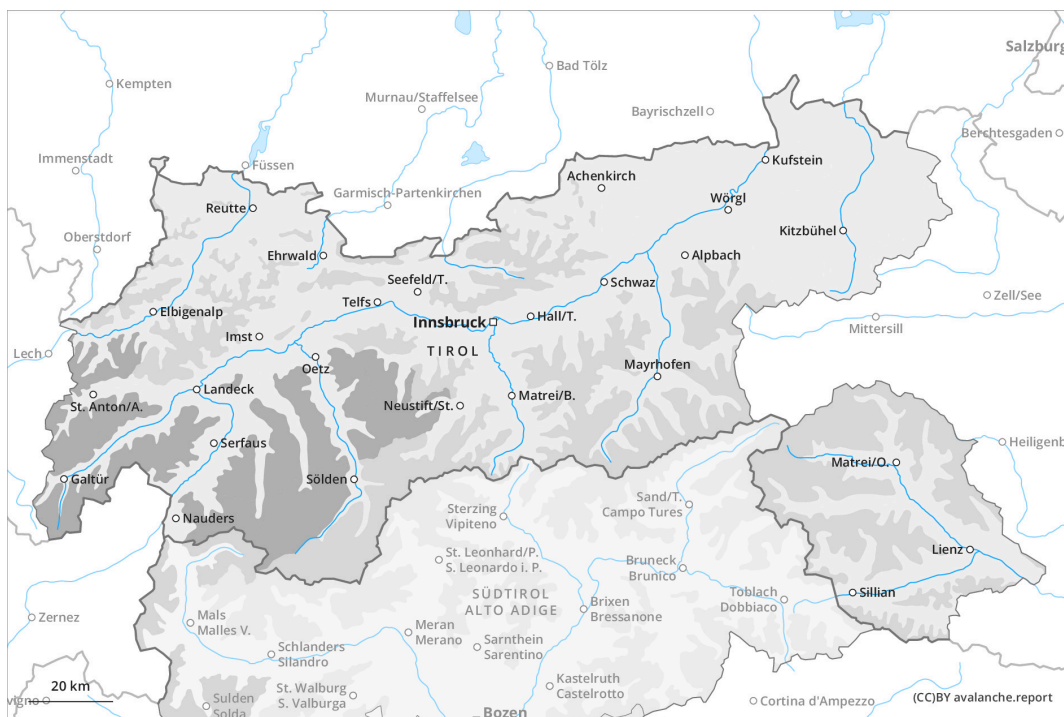 Salzburg
Bad Tölz
Kempten
Murnau/Staffelsee
Bayrischzell
Berchtesgaden
Immenstadt
Füssen
Kufstein
Achenkirch
Garmisch-Partenkirchen
Wörgl
Reutte
Kitzbühel
Oberstdorf
Ehrwald
Alpbach
Seefeld/T.
Schwaz
Zell/See
Telfs
Elbigenalp
Hall/T.
Innsbruck
Mittersill
Imst
TIROL
Lech
Oetz
Mayrhofen
Landeck
Matrei/B.
St. Anton/A.
Neustift/St.
Serfaus
Heiligenb
Matrei/O.
Galtür
Sölden
Sand/T.
Campo Tures
Sterzing
Vipiteno
Nauders
Lienz
St. Leonhard/P.
S. Leonardo i. P.
Bruneck
Brunico
Sillian
SÜDTIROL
ALTO ADIGE
Toblach
Dobbiaco
Brixen
Bressanone
Mals
Malles V.
Zernez
Meran
Merano
Sarnthein
Sarentino
Schlanders
Silandro
20 km
Kastelruth
Castelrotto
St. Walburg
S. Valburga
vigno
Sulden
Solda
Cortina d'Ampezzo
(CC)BY avalanche.report
Bozen